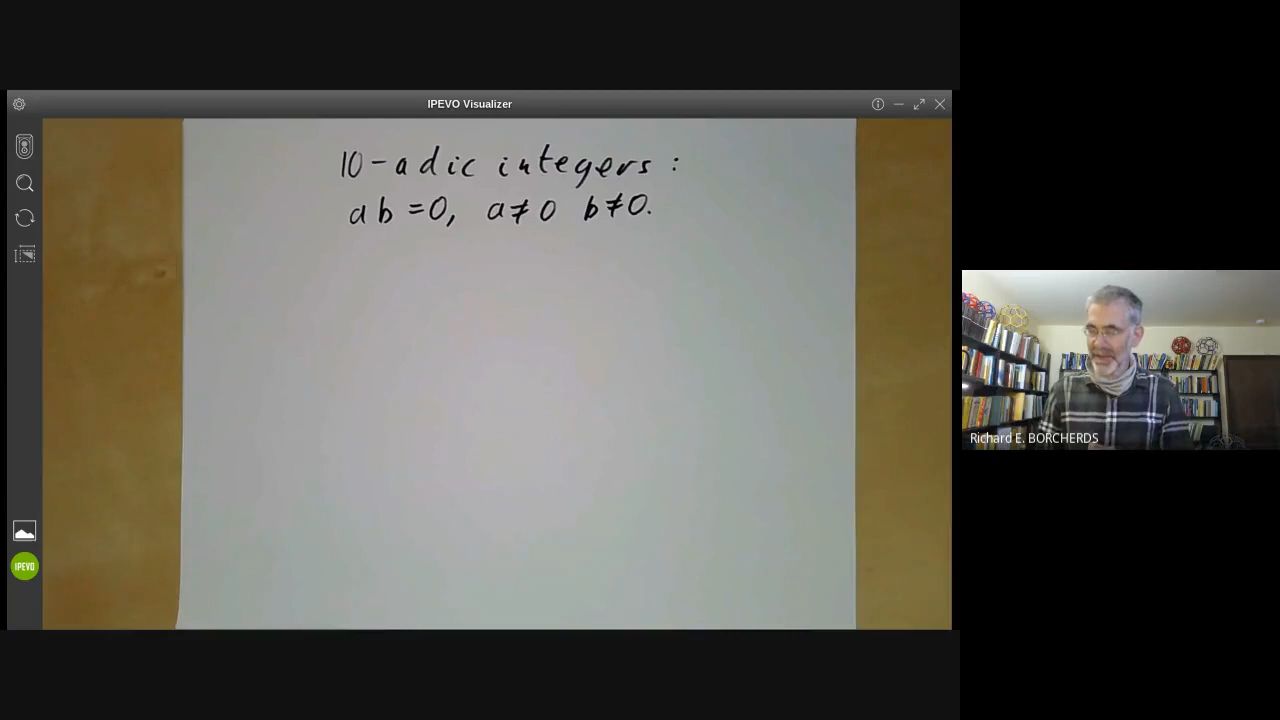 IPEVO Visualizer
10-adic integers :
ab = 0, a ≠ 0 b ≠ 0.
Richard E. BORCHERDS
IPEVO